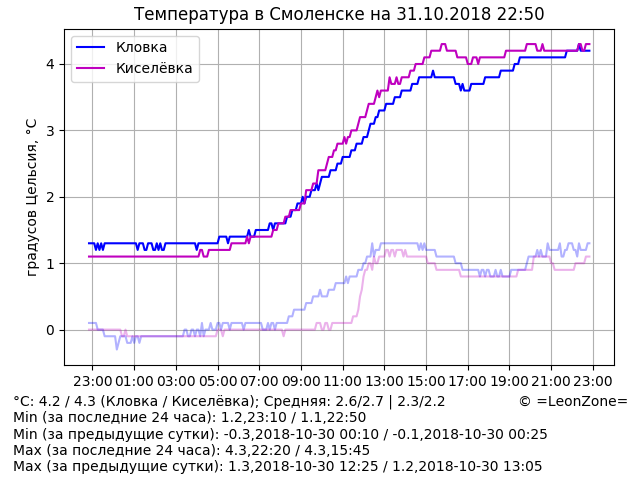 Температура в Смоленске на 31.10.2018 22:50
Кловка
Киселёвка
градусов Цельсия, °C
4
3
2
1
0
23:00 01:00 03:00 05:00 07:00 09:00 11:00 13:00 15:00 17:00 19:00 21:00 23:00
°C: 4.2 / 4.3 (Кловка / Киселёвка); Средняя: 2.6/2.7 | 2.3/2.2 © =LeonZone=
Min (за последние 24 часа): 1.2,23:10 / 1.1,22:50
Min (за предыдущие сутки): -0.3,2018-10-30 00:10 / -0.1,2018-10-30 00:25
Max (за последние 24 часа): 4.3,22:20 / 4.3,15:45
Max (за предыдущие сутки): 1.3,2018-10-30 12:25 / 1.2,2018-10-30 13:05